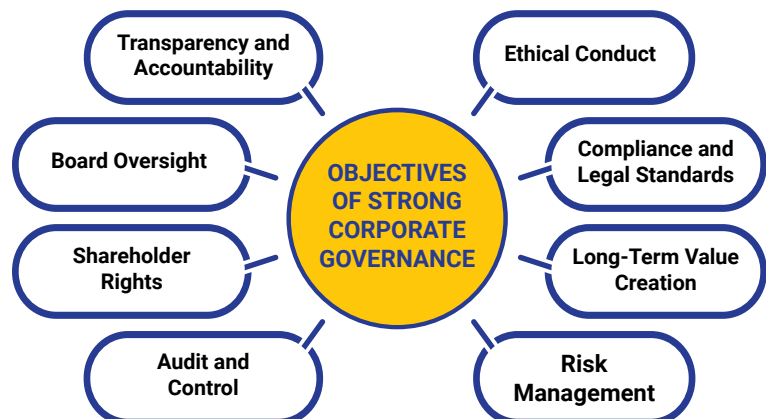 Transparency and
Accountability
Ethical Conduct
Board Oversight
Compliance and
Legal Standards
OBJECTIVES
OF STRONG
CORPORATE
GOVERNANCE
Shareholder
Rights
Long-Term Value
Creation
Audit and
Control
Risk
Management